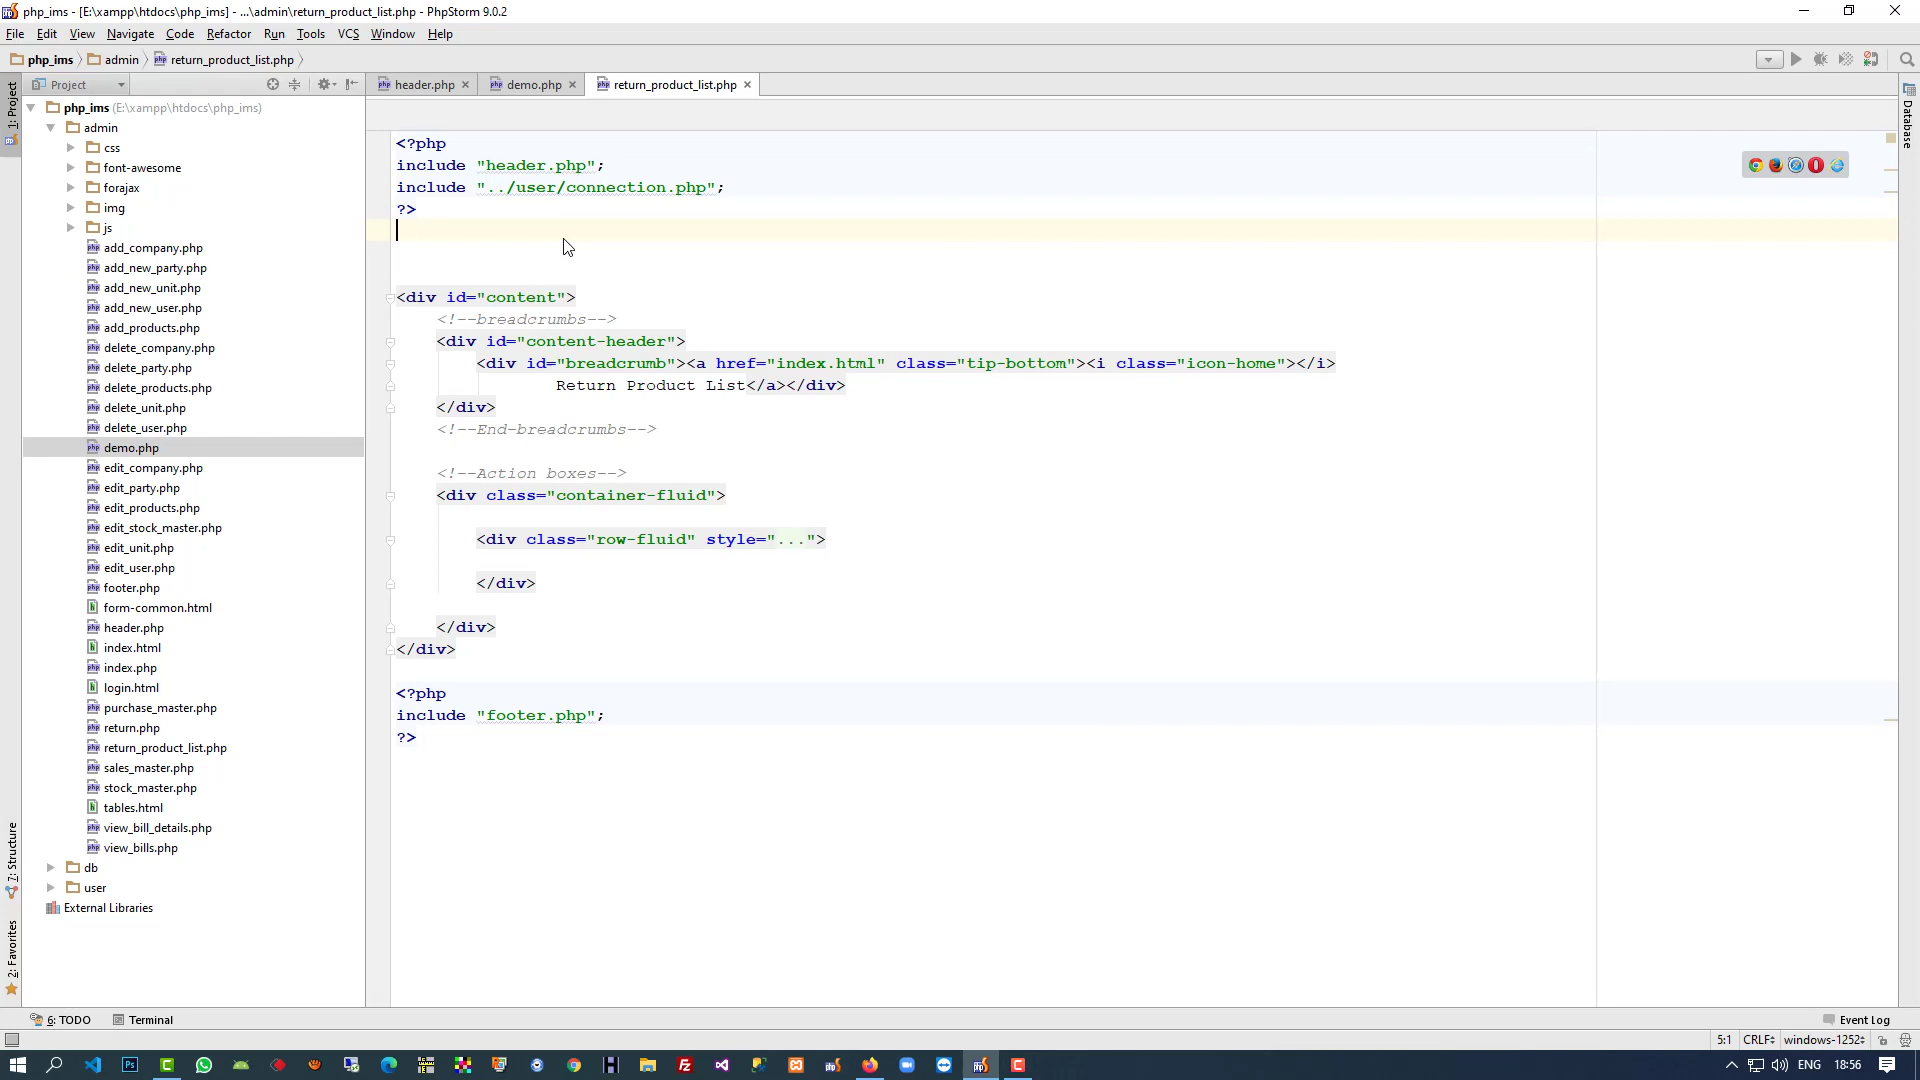 php_ims - [E:\xampp\htdocs\php_ims] - ...\admin\return_product_list.php - PhpStorm 9.0.2
File Edit View Navigate Code Refactor Run Tools VCS Window Help
php_ims admin return_product_list.php
Project header.php demo.php return_product_list.php
1: Project
7: Structure
2: Favorites
Database
php_ims (E:\xampp\htdocs\php_ims)
admin
css
font-awesome
forajax
img
js
add_company.php
add_new_party.php
add_new_unit.php
add_new_user.php
add_products.php
delete_company.php
delete_party.php
delete_products.php
delete_unit.php
delete_user.php
demo.php
edit_company.php
edit_party.php
edit_products.php
edit_stock_master.php
edit_unit.php
edit_user.php
footer.php
form-common.html
header.php
index.html
index.php
login.html
purchase_master.php
return.php
return_product_list.php
sales_master.php
stock_master.php
tables.html
view_bill_details.php
view_bills.php
db
user
External Libraries
<?php
include "header.php";
include "../user/connection.php";
?>
<div id="content">
<!--breadcrumbs-->
<div id="content-header">
<div id="breadcrumb"><a href="index.html" class="tip-bottom"><i class="icon-home"></i>
Return Product List</a></div>
</div>
<!--End-breadcrumbs-->
<!--Action boxes-->
<div class="container-fluid">
<div class="row-fluid" style="...">
</div>
</div>
</div>
<?php
include "footer.php";
?>
6: TODO Terminal Event Log
5:1 CRLF windows-1252
ENG 18:56